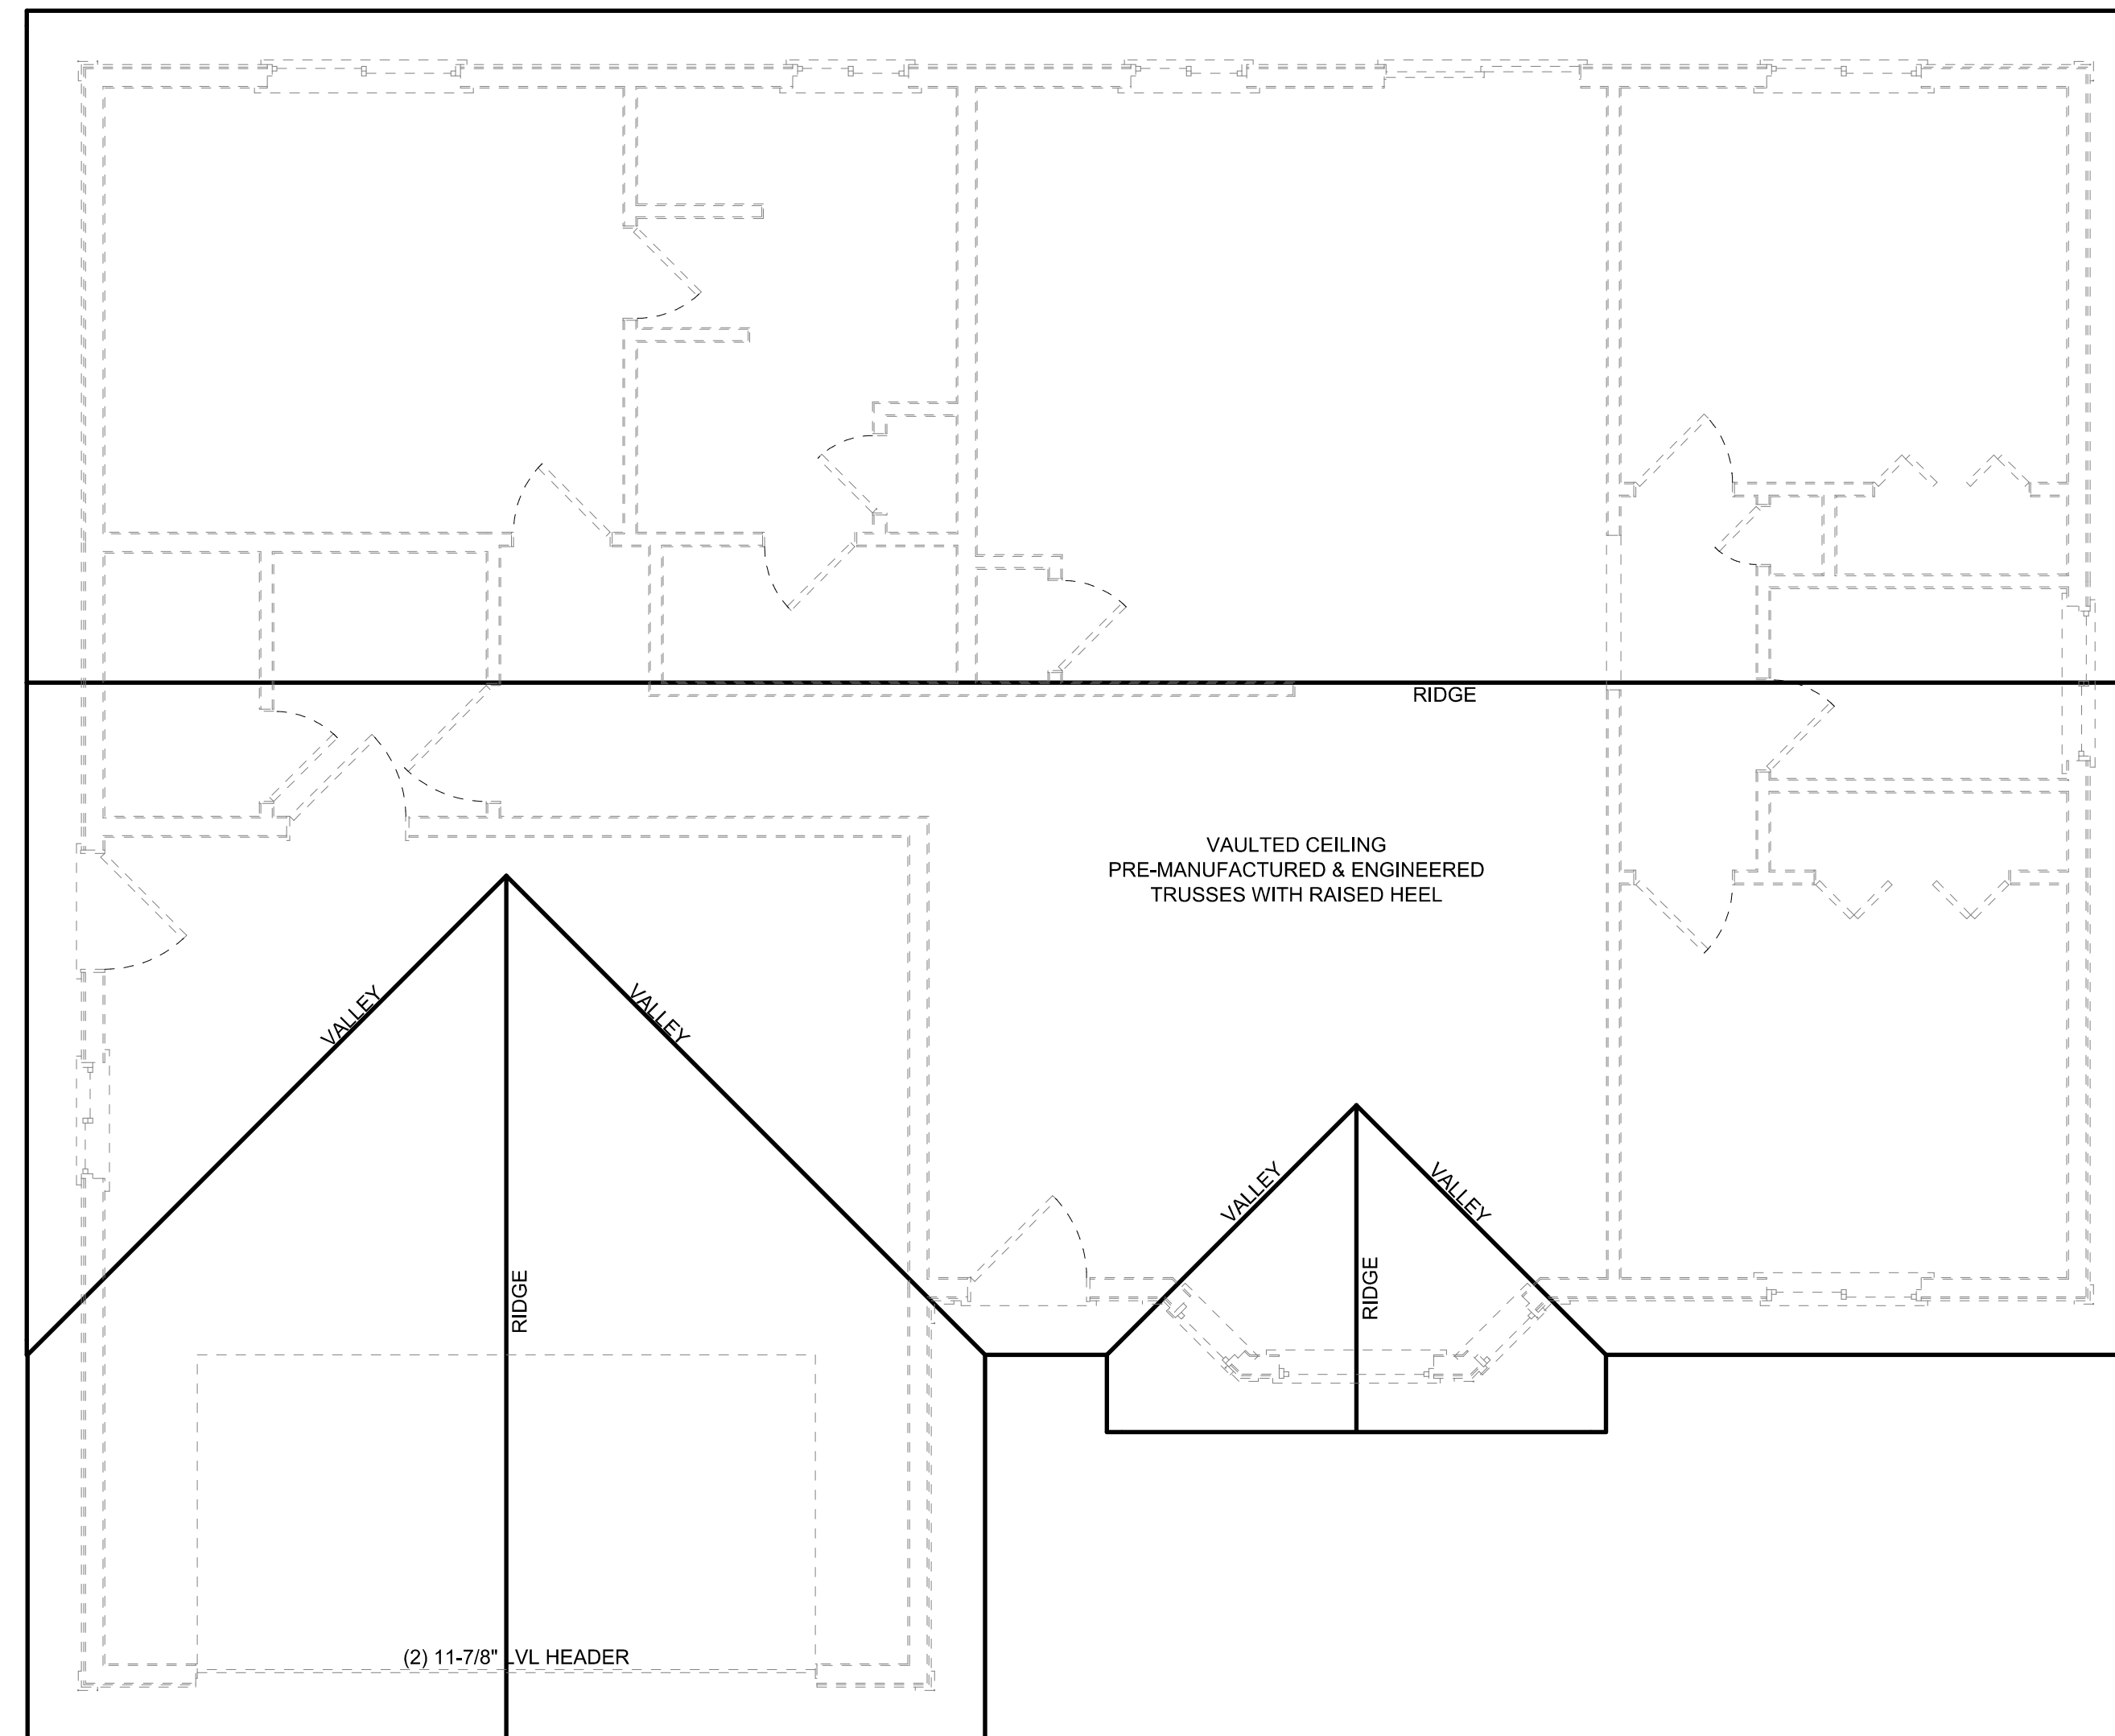 RIDGE
VAULTED CEILING
PRE-MANUFACTURED & ENGINEERED
TRUSSES WITH RAISED HEEL
VALLEY
VALLEY
VALLEY
VALLEY
RIDGE
RIDGE
(2) 11-7/8" LVL HEADER